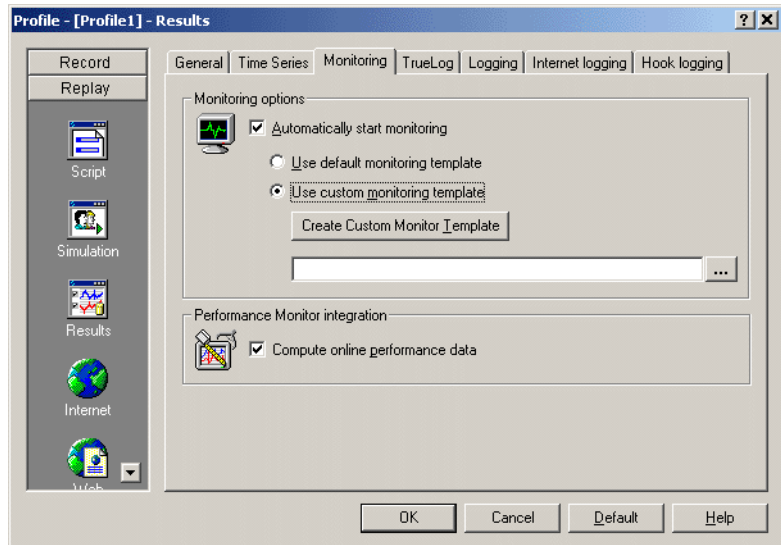 Profile - [Profile1] - Results
Record
Replay
Script
Simulation
Results
Internet
Web
General
Time Series
Monitoring
TrueLog
Logging
Internet logging
Hook logging
Monitoring options
Automatically start monitoring
Use default monitoring template
Use custom monitoring template
Create Custom Monitor Template
...
Performance Monitor integration
Compute online performance data
OK
Cancel
Default
Help